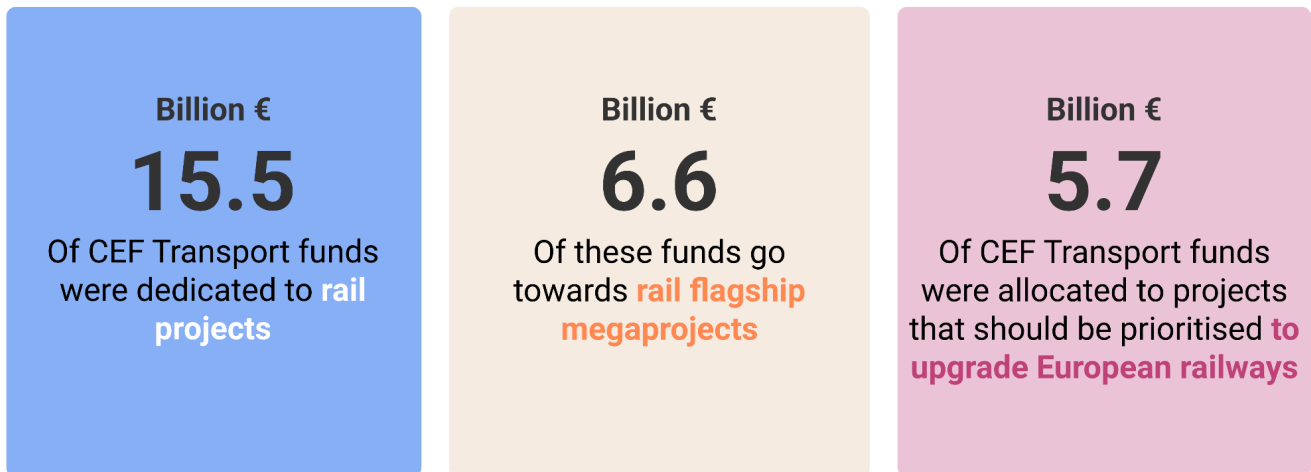 Billion €
15.5
Of CEF Transport funds
were dedicated to rail
projects
Billion €
6.6
Of these funds go
towards rail flagship
megaprojects
Billion €
5.7
Of CEF Transport funds
were allocated to projects
that should be prioritised to
upgrade European railways